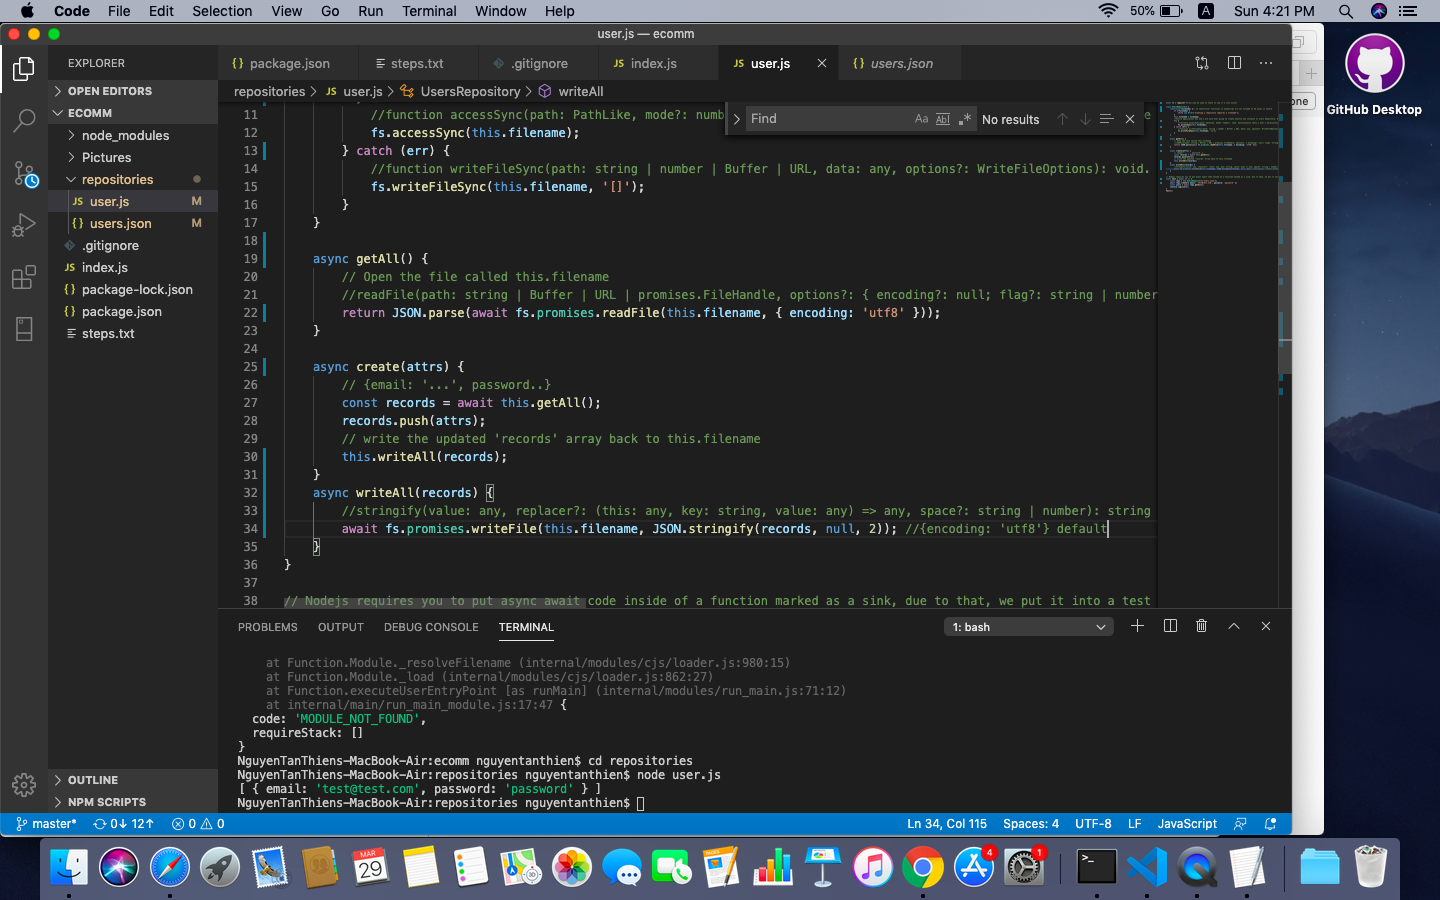 Code File Edit Selection View Go Run Terminal Window Help 50% A Sun 4:21 PM
user.js — ecomm
EXPLORER
OPEN EDITORS
ECOMM
node_modules
Pictures
repositories
JS user.js M
{} users.json M
.gitignore
JS index.js
{} package-lock.json
{} package.json
steps.txt
OUTLINE
NPM SCRIPTS
{} package.json steps.txt .gitignore JS index.js JS user.js {} users.json
repositories > JS user.js > UsersRepository > writeAll
Find Aa Abl .* No results
11 //function accessSync(path: PathLike, mode?: numb
12 fs.accessSync(this.filename);
13 } catch (err) {
14 //function writeFileSync(path: string | number | Buffer | URL, data: any, options?: WriteFileOptions): void.
15 fs.writeFileSync(this.filename, '[]');
16 }
17 }
18
19 async getAll() {
20 // Open the file called this.filename
21 //readFile(path: string | Buffer | URL | promises.FileHandle, options?: { encoding?: null; flag?: string | number
22 return JSON.parse(await fs.promises.readFile(this.filename, { encoding: 'utf8' }));
23 }
24
25 async create(attrs) {
26 // {email: '...', password..}
27 const records = await this.getAll();
28 records.push(attrs);
29 // write the updated 'records' array back to this.filename
30 this.writeAll(records);
31 }
32 async writeAll(records) {
33 //stringify(value: any, replacer?: (this: any, key: string, value: any) => any, space?: string | number): string
34 await fs.promises.writeFile(this.filename, JSON.stringify(records, null, 2)); //{encoding: 'utf8'} default
35 }
36 }
37
38 // Nodejs requires you to put async await code inside of a function marked as a sink, due to that, we put it into a test
PROBLEMS OUTPUT DEBUG CONSOLE TERMINAL 1: bash
at Function.Module._resolveFilename (internal/modules/cjs/loader.js:980:15)
at Function.Module._load (internal/modules/cjs/loader.js:862:27)
at Function.executeUserEntryPoint [as runMain] (internal/modules/run_main.js:71:12)
at internal/main/run_main_module.js:17:47 {
code: 'MODULE_NOT_FOUND',
requireStack: []
}
NguyenTanThiens-MacBook-Air:ecomm nguyentanthien$ cd repositories
NguyenTanThiens-MacBook-Air:repositories nguyentanthien$ node user.js
[ { email: 'test@test.com', password: 'password' } ]
NguyenTanThiens-MacBook-Air:repositories nguyentanthien$
master* 0↓ 12↑ 0 0 Ln 34, Col 115 Spaces: 4 UTF-8 LF JavaScript
one
GitHub Desktop
MAR
29
4
1
>_